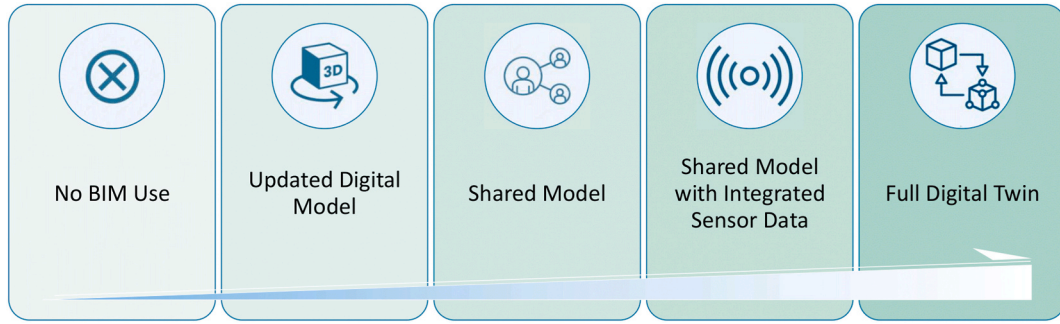 No BIM Use
3D
Updated Digital
Model
Shared Model
Shared Model
with Integrated
Sensor Data
Full Digital Twin